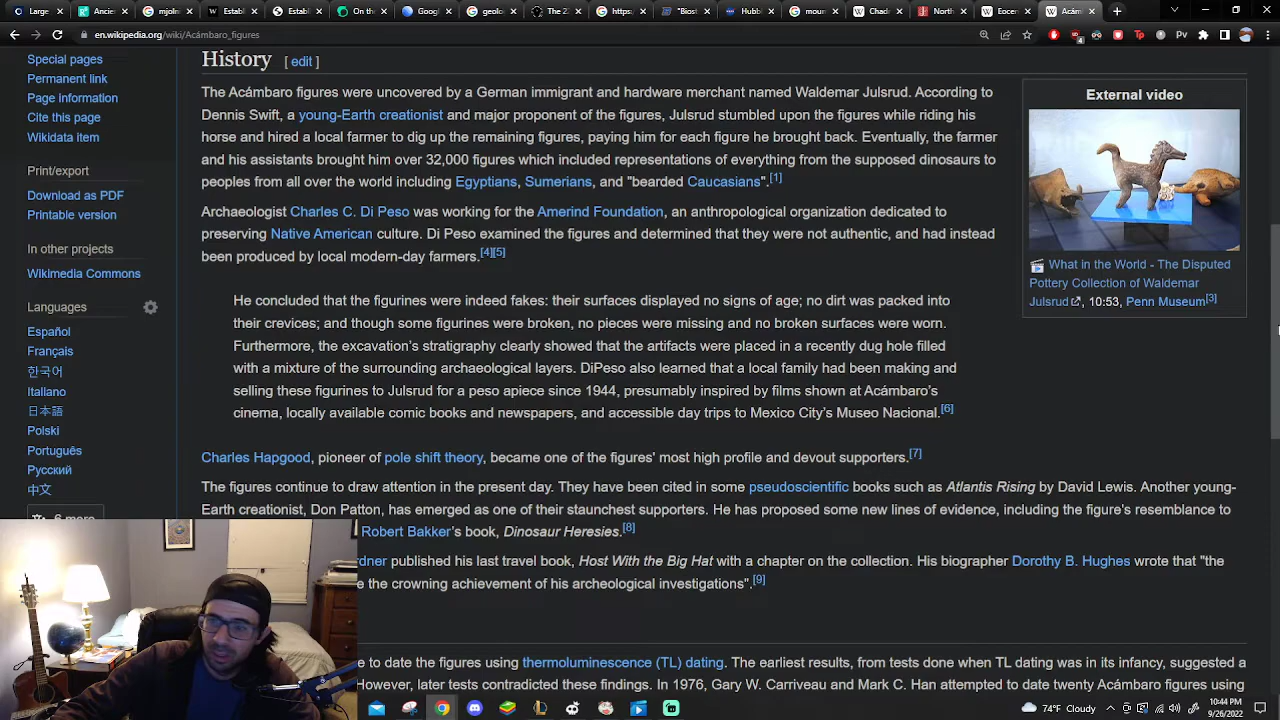 Large
Ancie
mjoln
Estab
Estab
On th
Googl
geolo
The 2
https:
"Biost
Hubb
mour
Chad
North
Eocen
Acám
en.wikipedia.org/wiki/Acámbaro_figures
Special pages
Permanent link
Page information
Cite this page
Wikidata item
Print/export
Download as PDF
Printable version
In other projects
Wikimedia Commons
Languages
Español
Français
한국어
Italiano
日本語
Polski
Português
Русский
中文
6 more
History [ edit ]
The Acámbaro figures were uncovered by a German immigrant and hardware merchant named Waldemar Julsrud. According to
Dennis Swift, a young-Earth creationist and major proponent of the figures, Julsrud stumbled upon the figures while riding his
horse and hired a local farmer to dig up the remaining figures, paying him for each figure he brought back. Eventually, the farmer
and his assistants brought him over 32,000 figures which included representations of everything from the supposed dinosaurs to
peoples from all over the world including Egyptians, Sumerians, and "bearded Caucasians".[1]
Archaeologist Charles C. Di Peso was working for the Amerind Foundation, an anthropological organization dedicated to
preserving Native American culture. Di Peso examined the figures and determined that they were not authentic, and had instead
been produced by local modern-day farmers.[4][5]
He concluded that the figurines were indeed fakes: their surfaces displayed no signs of age; no dirt was packed into
their crevices; and though some figurines were broken, no pieces were missing and no broken surfaces were worn.
Furthermore, the excavation's stratigraphy clearly showed that the artifacts were placed in a recently dug hole filled
with a mixture of the surrounding archaeological layers. DiPeso also learned that a local family had been making and
selling these figurines to Julsrud for a peso apiece since 1944, presumably inspired by films shown at Acámbaro's
cinema, locally available comic books and newspapers, and accessible day trips to Mexico City's Museo Nacional.[6]
Charles Hapgood, pioneer of pole shift theory, became one of the figures' most high profile and devout supporters.[7]
The figures continue to draw attention in the present day. They have been cited in some pseudoscientific books such as Atlantis Rising by David Lewis. Another young-
Earth creationist, Don Patton, has emerged as one of their staunchest supporters. He has proposed some new lines of evidence, including the figure's resemblance to
Robert Bakker's book, Dinosaur Heresies.[8]
dner published his last travel book, Host With the Big Hat with a chapter on the collection. His biographer Dorothy B. Hughes wrote that "the
e the crowning achievement of his archeological investigations".[9]
e to date the figures using thermoluminescence (TL) dating. The earliest results, from tests done when TL dating was in its infancy, suggested a
However, later tests contradicted these findings. In 1976, Gary W. Carriveau and Mark C. Han attempted to date twenty Acámbaro figures using
External video
What in the World - The Disputed
Pottery Collection of Waldemar
Julsrud, 10:53, Penn Museum[3]
74°F Cloudy
10:44 PM
9/26/2022